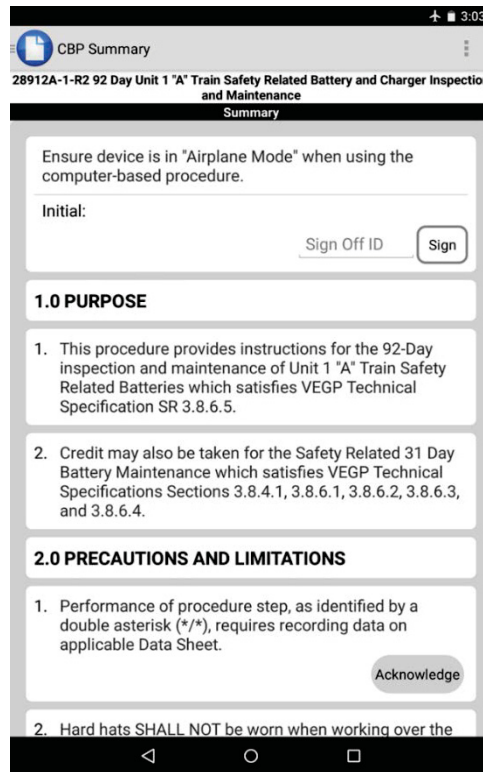 3:03
CBP Summary
28912A-1-R2 92 Day Unit 1 "A" Train Safety Related Battery and Charger Inspectio
and Maintenance
Summary
Ensure device is in "Airplane Mode" when using the
computer-based procedure.
Initial:
Sign Off ID
Sign
1.0 PURPOSE
1. This procedure provides instructions for the 92-Day
inspection and maintenance of Unit 1 "A" Train Safety
Related Batteries which satisfies VEGP Technical
Specification SR 3.8.6.5.
2. Credit may also be taken for the Safety Related 31 Day
Battery Maintenance which satisfies VEGP Technical
Specifications Sections 3.8.4.1, 3.8.6.1, 3.8.6.2, 3.8.6.3,
and 3.8.6.4.
2.0 PRECAUTIONS AND LIMITATIONS
1. Performance of procedure step, as identified by a
double asterisk (*/*), requires recording data on
applicable Data Sheet.
Acknowledge
2. Hard hats SHALL NOT be worn when working over the